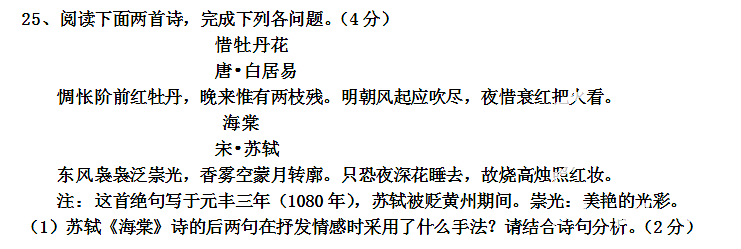 25、阅读下面两首诗，完成下列各问题。（4 分）
惜牡丹花
唐•白居易
惆怅阶前红牡丹，晚来惟有两枝残。明朝风起应吹尽，夜惜衰红把火看。
海棠
宋•苏轼
东风袅袅泛崇光，香雾空蒙月转廊。只恐夜深花睡去，故烧高烛照红妆。
注：这首绝句写于元丰三年（1080 年），苏轼被贬黄州期间。崇光：美艳的光彩。
（1）苏轼《海棠》诗的后两句在抒发情感时采用了什么手法？请结合诗句分析。（2 分）